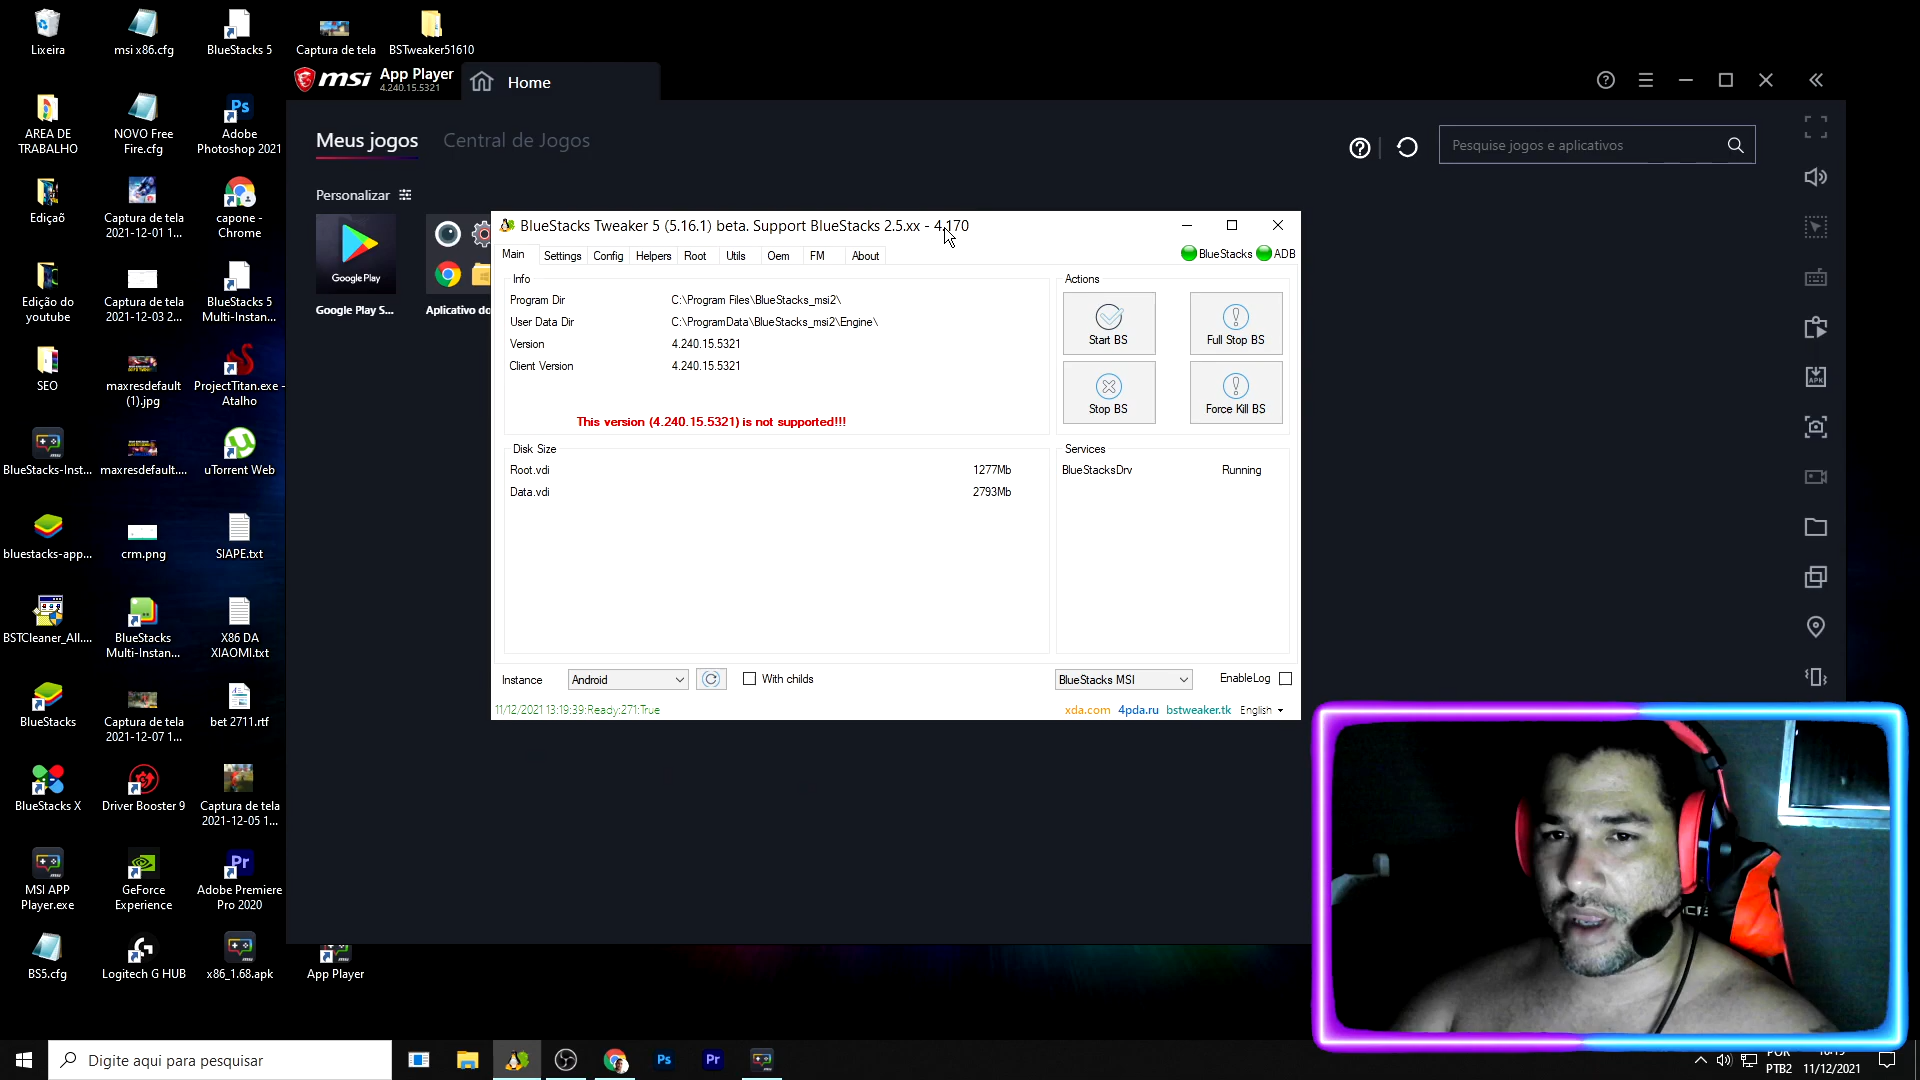 Lixeira
msi x86.cfg
BlueStacks 5
Captura de tela
BSTweaker51610
msi App Player
4.240.15.5321
Home
Meus jogos
Central de Jogos
Pesquise jogos e aplicativos
Personalizar
Google Play
Google Play S...
Aplicativo do
AREA DE
TRABALHO
NOVO Free
Fire.cfg
Adobe
Photoshop 2021
Ediçaõ
Captura de tela
2021-12-01 1...
capone -
Chrome
Edição do
youtube
Captura de tela
2021-12-03 2...
BlueStacks 5
Multi-Instan...
SEO
maxresdefault
(1).jpg
ProjectTitan.exe -
Atalho
BlueStacks-Inst...
maxresdefault....
uTorrent Web
bluestacks-app...
crm.png
SIAPE.txt
BSTCleaner_All....
BlueStacks
Multi-Instan...
X86 DA
XIAOMI.txt
BlueStacks
Captura de tela
2021-12-07 1...
bet 2711.rtf
BlueStacks X
Driver Booster 9
Captura de tela
2021-12-05 1...
MSI APP
Player.exe
GeForce
Experience
Adobe Premiere
Pro 2020
BS5.cfg
Logitech G HUB
x86_1.68.apk
App Player
BlueStacks Tweaker 5 (5.16.1) beta. Support BlueStacks 2.5.xx - 4.170
Main Settings Config Helpers Root Utils Oem FM About
BlueStacks ADB
Info
Program Dir C:\Program Files\BlueStacks_msi2\
User Data Dir C:\ProgramData\BlueStacks_msi2\Engine\
Version 4.240.15.5321
Client Version 4.240.15.5321
This version (4.240.15.5321) is not supported!!!
Actions
Start BS
Full Stop BS
Stop BS
Force Kill BS
Disk Size
Root.vdi 1277Mb
Data.vdi 2793Mb
Services
BlueStacksDrv Running
Instance Android With childs
BlueStacks MSI EnableLog
11/12/2021 13:19:39:Ready:271:True
xda.com 4pda.ru bstweaker.tk English
Digite aqui para pesquisar
Ps
Pr
POR
PTB2
11/12/2021